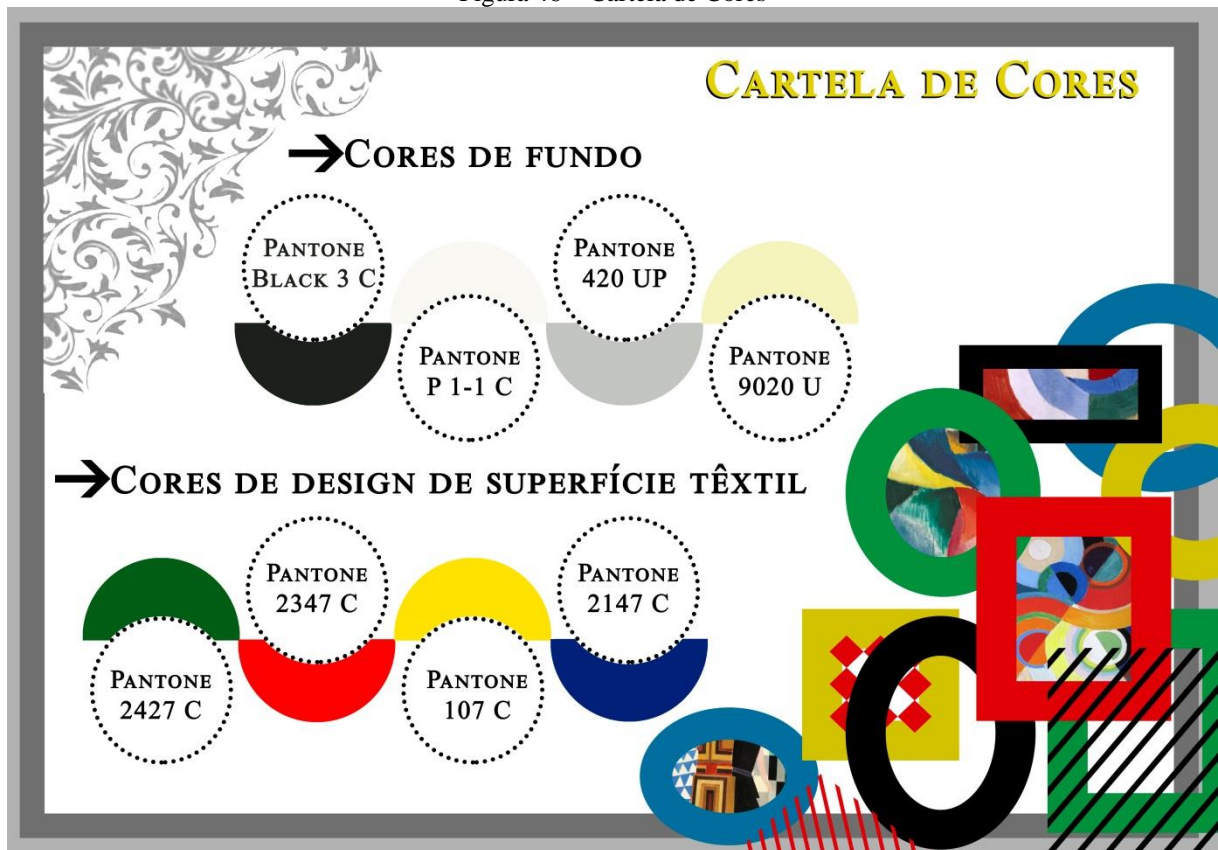 Figura 48 – Cartela de Cores
CARTELA DE CORES
→CORES DE FUNDO
PANTONE
BLACK 3 C
PANTONE
P 1-1 C
PANTONE
420 UP
PANTONE
9020 U
→CORES DE DESIGN DE SUPERFÍCIE TÊXTIL
PANTONE
2427 C
PANTONE
2347 C
PANTONE
107 C
PANTONE
2147 C